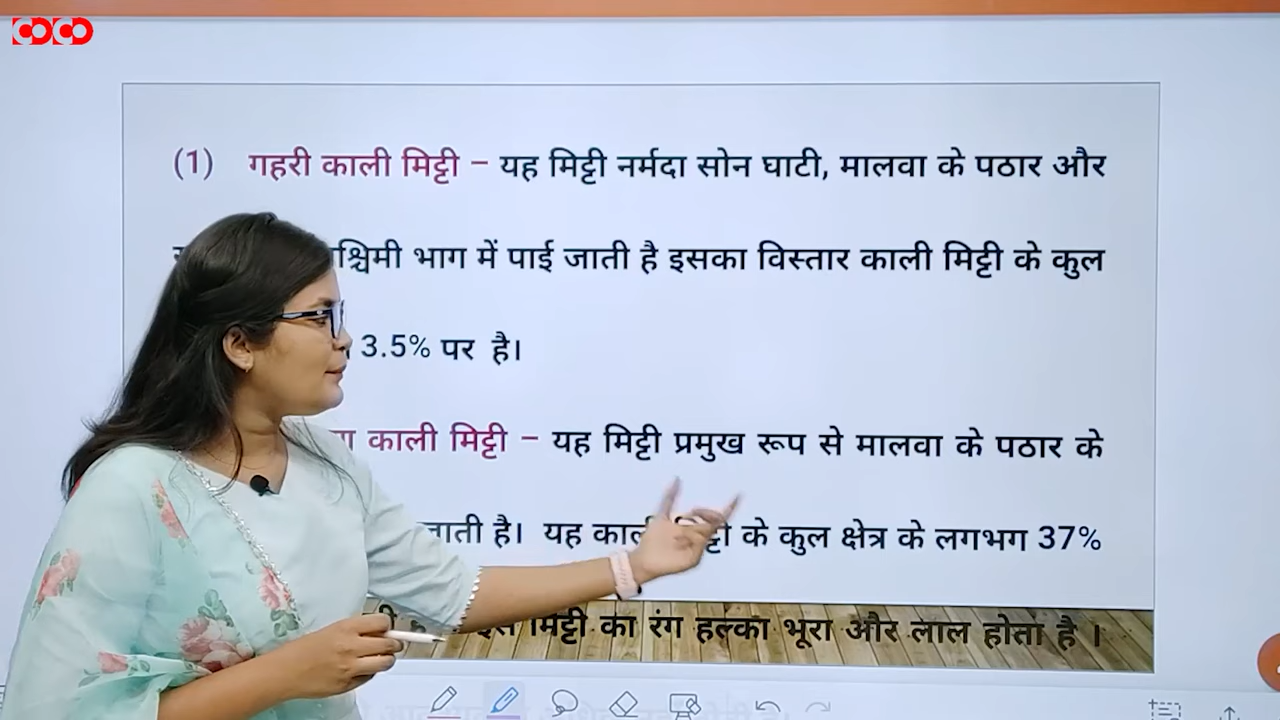 COCO
(1) गहरी काली मिट्टी – यह मिट्टी नर्मदा सोन घाटी, मालवा के पठार और
भाग में पाई जाती है इसका विस्तार काली मिट्टी के कुल
3.5% पर है।
काली मिट्टी – यह मिट्टी प्रमुख रूप से मालवा के पठार के
है। यह के कुल क्षेत्र के लगभग 37%
मिट्टी का रंग हल्का भूरा और लाल होता है ।